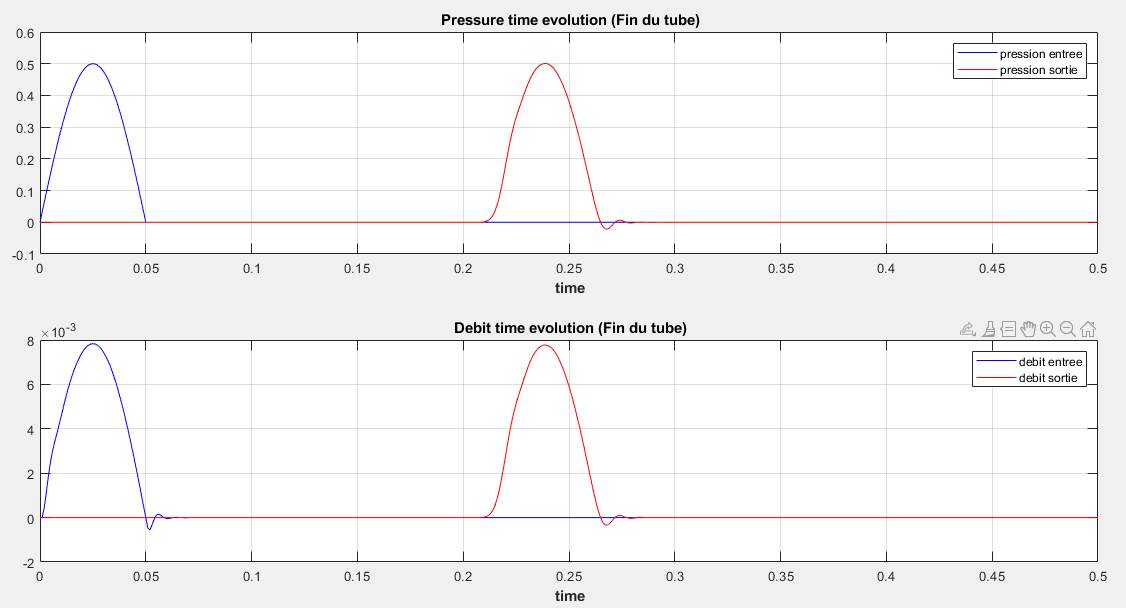 Pressure time evolution (Fin du tube)
0.6
0.5
0.4
0.3
0.2
0.1
0
-0.1
pression entree
pression sortie
0 0.05 0.1 0.15 0.2 0.25 0.3 0.35 0.4 0.45 0.5
time
Debit time evolution (Fin du tube)
×10-3
8
6
4
2
0
-2
debit entree
debit sortie
0 0.05 0.1 0.15 0.2 0.25 0.3 0.35 0.4 0.45 0.5
time